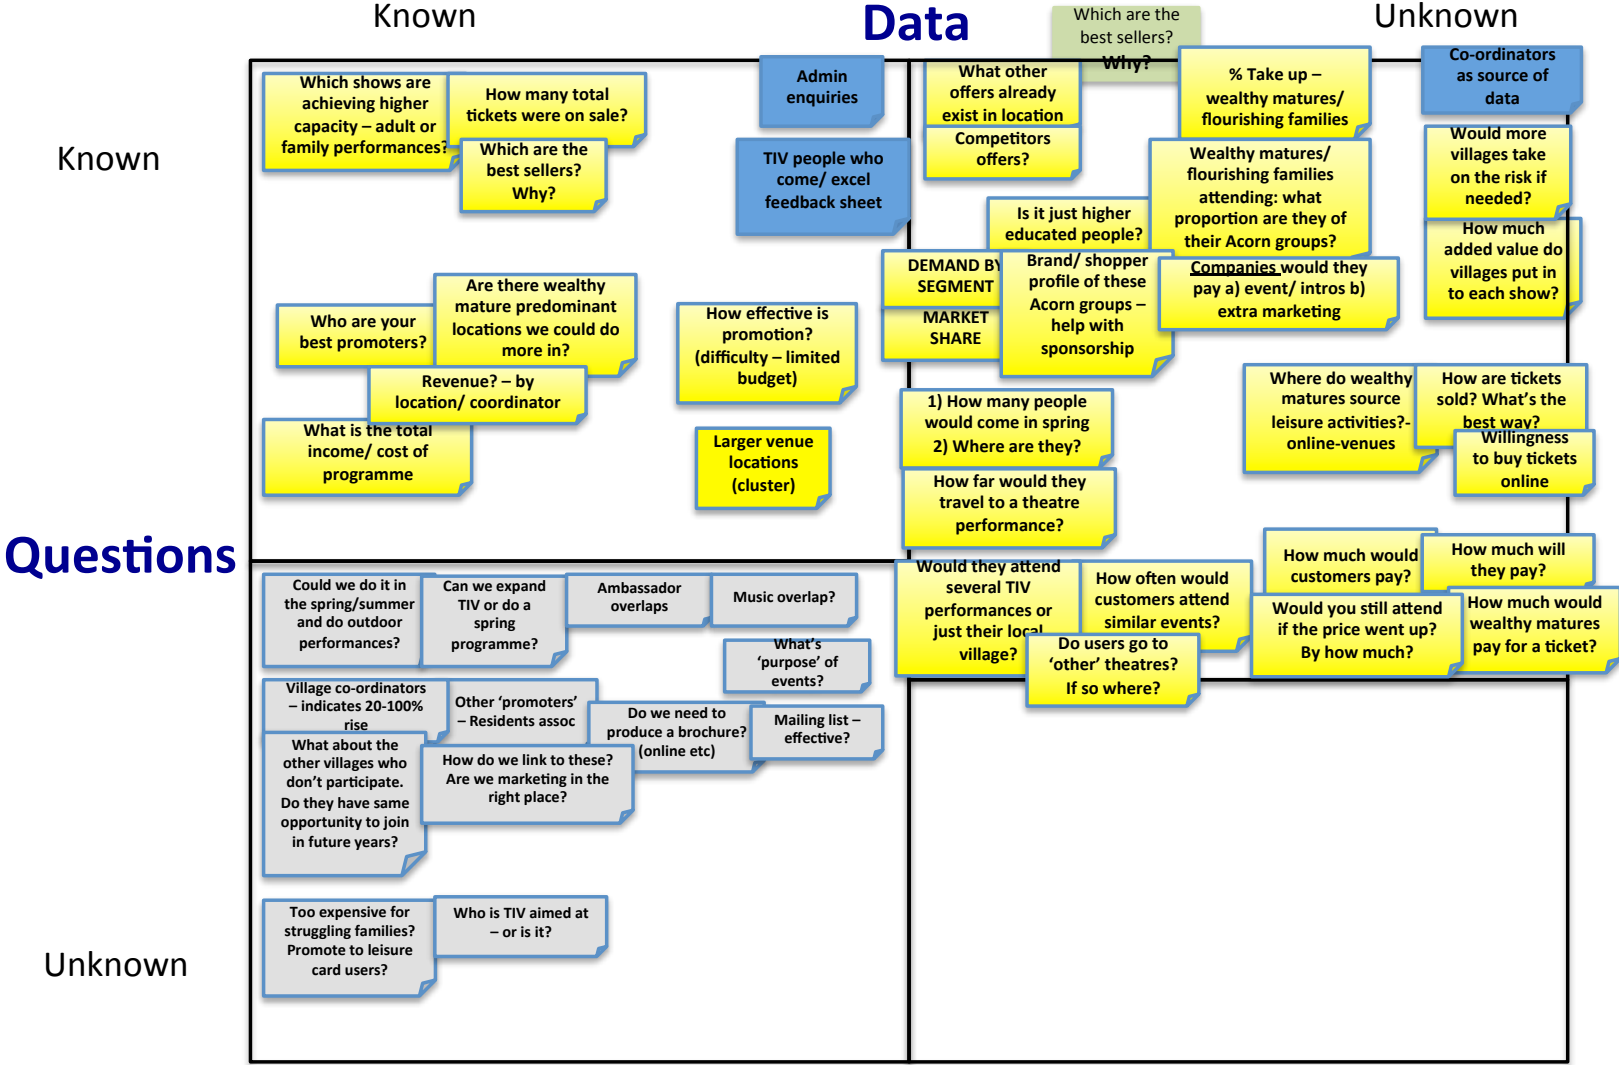 Known
Data
Unknown
Known
Questions
Unknown
Which shows are
achieving higher
capacity – adult or
family performances?
How many total
tickets were on sale?
Which are the
best sellers?
Why?
Admin
enquiries
TIV people who
come/ excel
feedback sheet
Are there wealthy
mature predominant
locations we could do
more in?
Who are your
best promoters?
Revenue? – by
location/ coordinator
What is the total
income/ cost of
programme
How effective is
promotion?
(difficulty – limited
budget)
Larger venue
locations
(cluster)
Which are the
best sellers?
Why?
What other
offers already
exist in location
Competitors
offers?
% Take up –
wealthy matures/
flourishing families
Co-ordinators
as source of
data
Wealthy matures/
flourishing families
attending: what
proportion are they of
their Acorn groups?
Would more
villages take
on the risk if
needed?
Is it just higher
educated people?
How much
added value do
villages put in
to each show?
DEMAND BY
SEGMENT
MARKET
SHARE
Brand/ shopper
profile of these
Acorn groups –
help with
sponsorship
Companies would they
pay a) event/ intros b)
extra marketing
1) How many people
would come in spring
2) Where are they?
How far would they
travel to a theatre
performance?
Where do wealthy
matures source
leisure activities?-
online-venues
How are tickets
sold? What's the
best way?
Willingness
to buy tickets
online
Would they attend
several TIV
performances or
just their local
village?
How often would
customers attend
similar events?
Do users go to
‘other’ theatres?
If so where?
How much would
customers pay?
How much will
they pay?
Would you still attend
if the price went up?
By how much?
How much would
wealthy matures
pay for a ticket?
Could we do it in
the spring/summer
and do outdoor
performances?
Can we expand
TIV or do a
spring
programme?
Ambassador
overlaps
Music overlap?
What's
‘purpose’ of
events?
Village co-ordinators
– indicates 20-100%
rise
Other ‘promoters’
– Residents assoc
Do we need to
produce a brochure?
(online etc)
Mailing list –
effective?
What about the
other villages who
don't participate.
Do they have same
opportunity to join
in future years?
How do we link to these?
Are we marketing in the
right place?
Too expensive for
struggling families?
Promote to leisure
card users?
Who is TIV aimed at
– or is it?